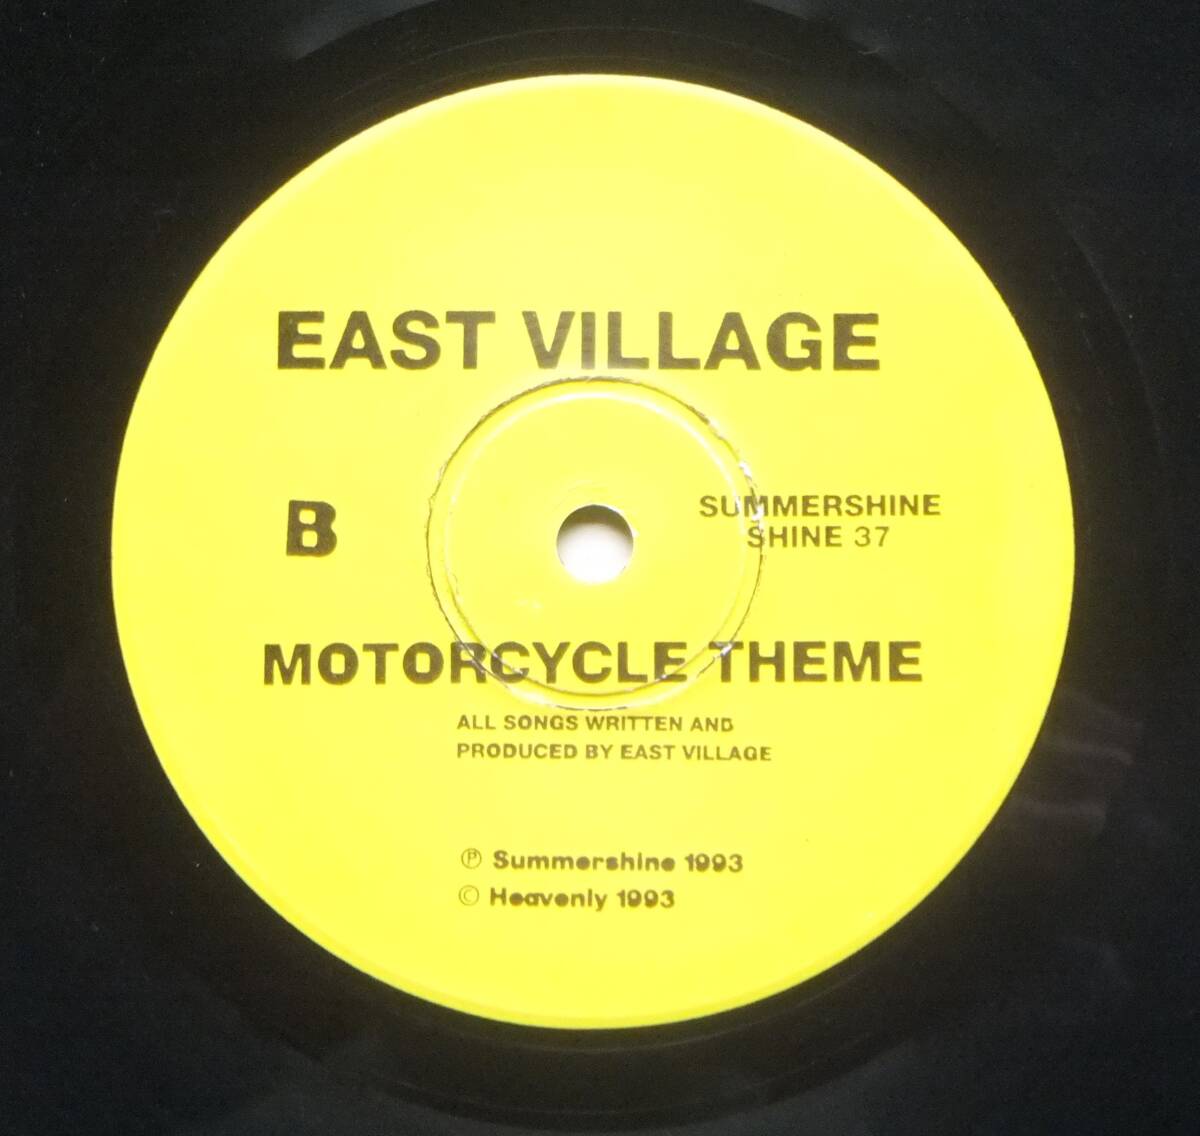 EAST VILLAGE
B
SUMMERSHINE
SHINE 37
MOTORCYCLE THEME
ALL SONGS WRITTEN AND
PRODUCED BY EAST VILLAGE
℗ Summershine 1993
© Heavenly 1993